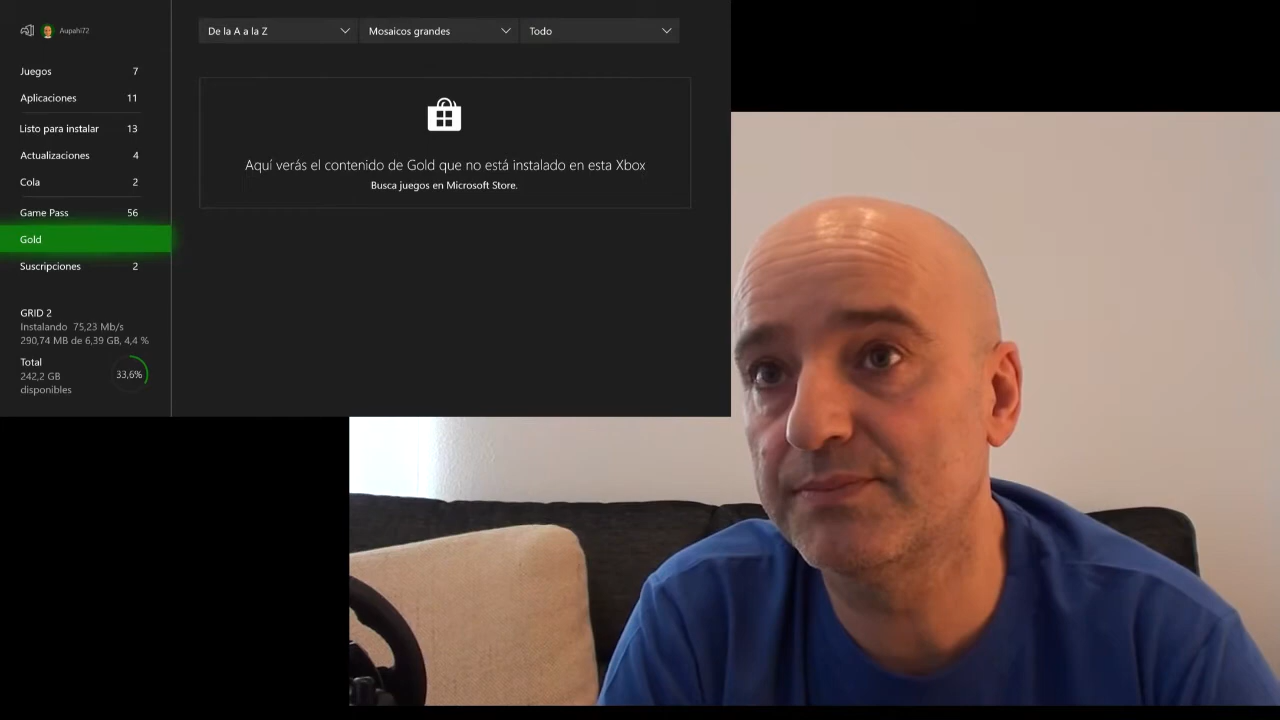 Aupahl72
Juegos 7
Aplicaciones 11
Listo para instalar 13
Actualizaciones 4
Cola 2
Game Pass 56
Gold
Suscripciones 2
GRID 2
Instalando 75,23 Mb/s
290,74 MB de 6,39 GB, 4,4 %
Total
242,2 GB
disponibles
33,6%
De la A a la Z
Mosaicos grandes
Todo
Aquí verás el contenido de Gold que no está instalado en esta Xbox
Busca juegos en Microsoft Store.